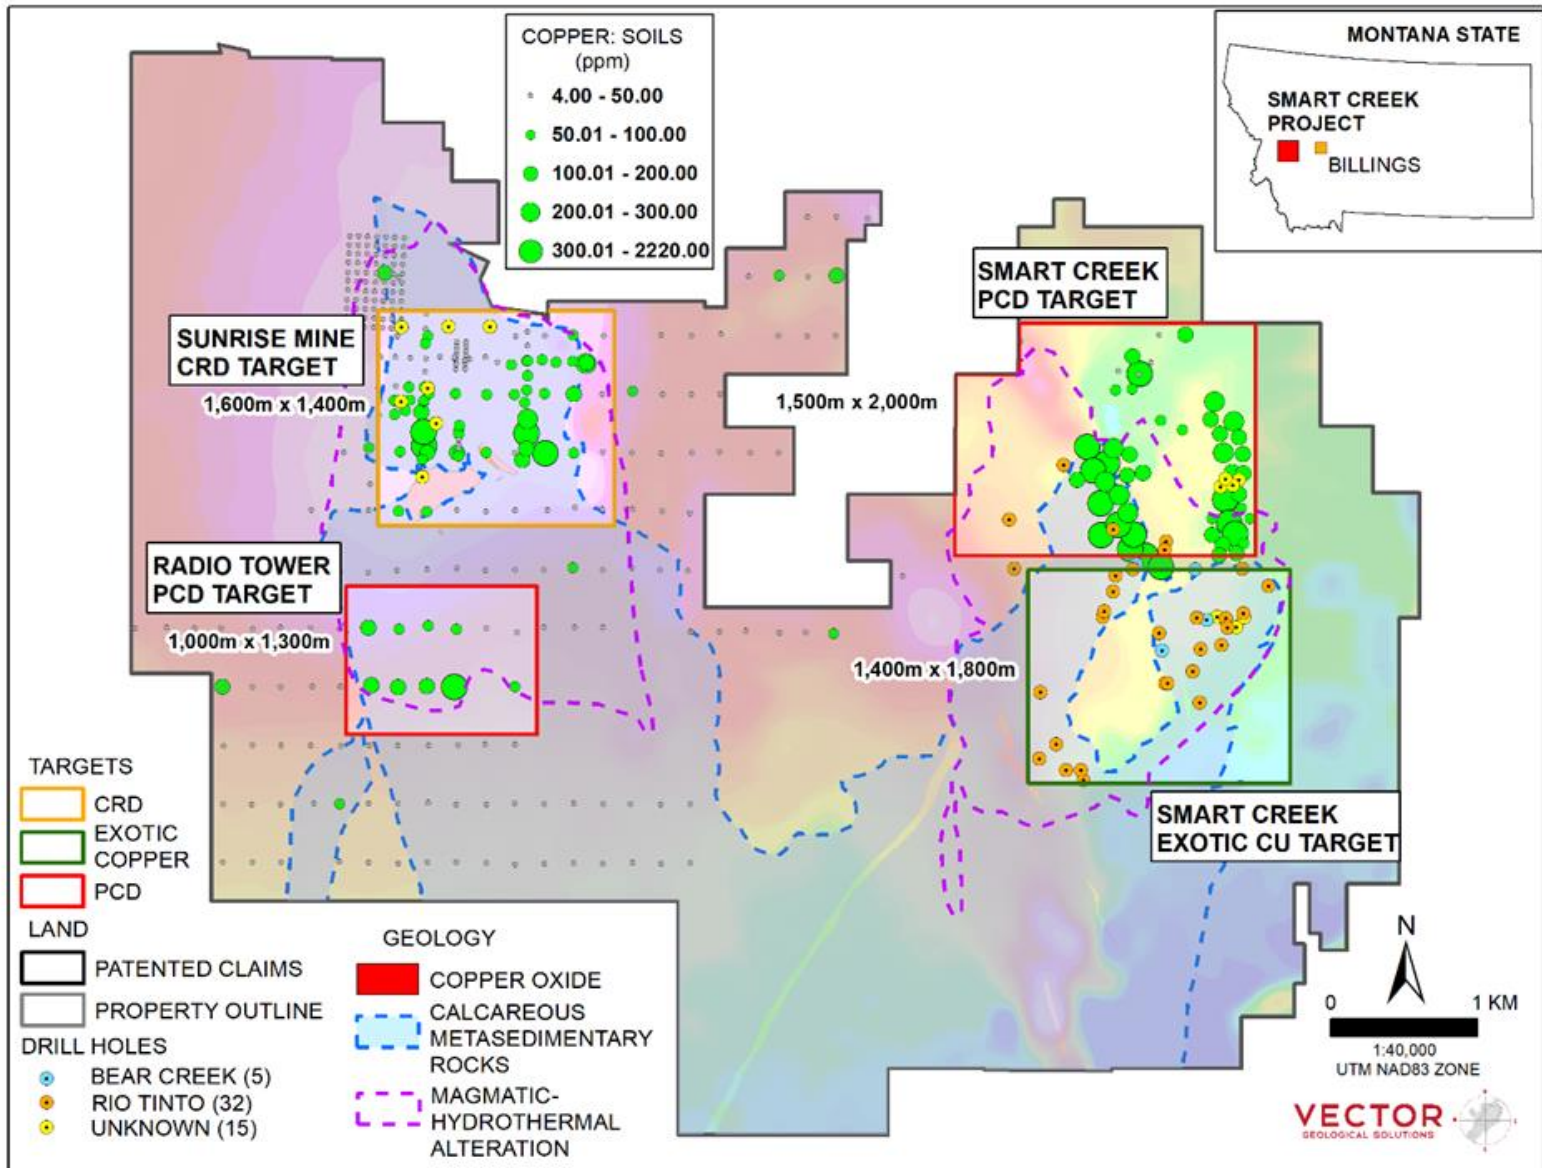 COPPER: SOILS
(ppm)
4.00 - 50.00
50.01 - 100.00
100.01 - 200.00
200.01 - 300.00
300.01 - 2220.00
MONTANA STATE
SMART CREEK
PROJECT
BILLINGS
SMART CREEK
PCD TARGET
SUNRISE MINE
CRD TARGET
1,600m x 1,400m
1,500m x 2,000m
RADIO TOWER
PCD TARGET
1,000m x 1,300m
1,400m x 1,800m
SMART CREEK
EXOTIC CU TARGET
TARGETS
CRD
EXOTIC
COPPER
PCD
LAND
PATENTED CLAIMS
PROPERTY OUTLINE
DRILL HOLES
BEAR CREEK (5)
RIO TINTO (32)
UNKNOWN (15)
GEOLOGY
COPPER OXIDE
CALCAREOUS
METASEDIMENTARY
ROCKS
MAGMATIC-
HYDROTHERMAL
ALTERATION
N
0 1 KM
1:40,000
UTM NAD83 ZONE
VECTOR
GEOLOGICAL SOLUTIONS